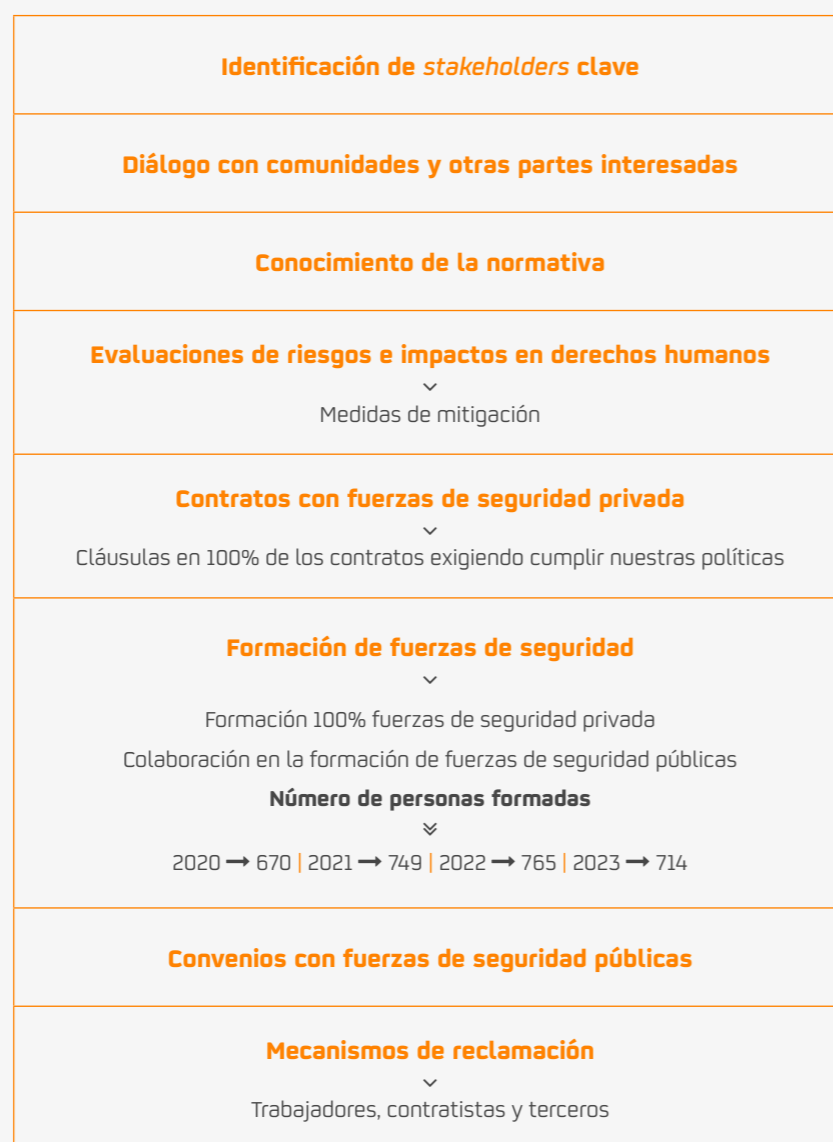 Identificación de stakeholders clave
Diálogo con comunidades y otras partes interesadas
Conocimiento de la normativa
Evaluaciones de riesgos e impactos en derechos humanos
Medidas de mitigación
Contratos con fuerzas de seguridad privada
Cláusulas en 100% de los contratos exigiendo cumplir nuestras políticas
Formación de fuerzas de seguridad
Formación 100% fuerzas de seguridad privada
Colaboración en la formación de fuerzas de seguridad públicas
Número de personas formadas
2020 → 670 | 2021 → 749 | 2022 → 765 | 2023 → 714
Convenios con fuerzas de seguridad públicas
Mecanismos de reclamación
Trabajadores, contratistas y terceros